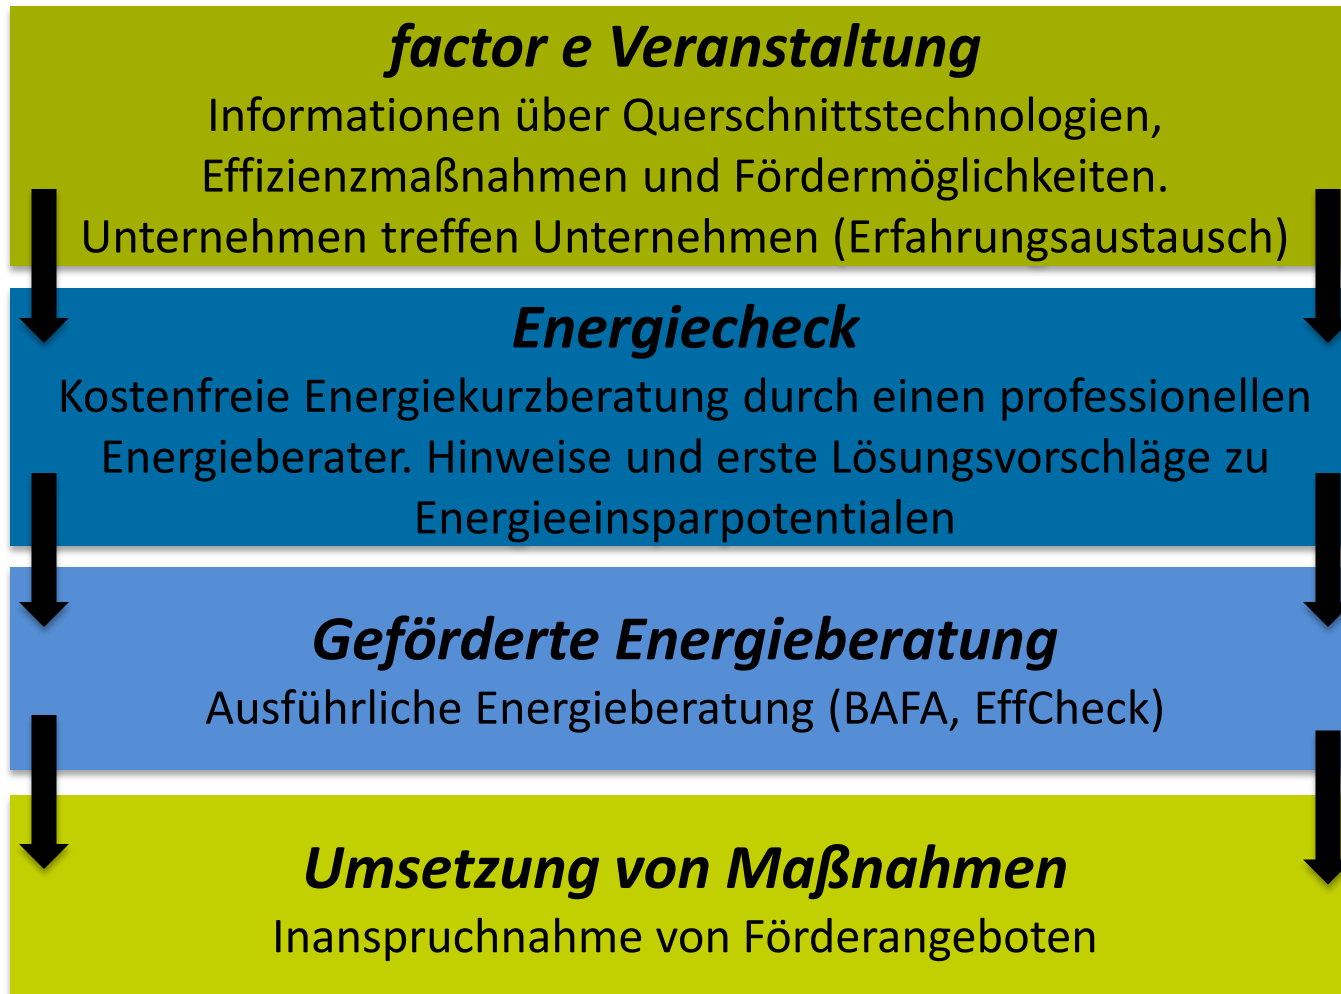 factor e Veranstaltung
Informationen über Querschnittstechnologien,
Effizienzmaßnahmen und Fördermöglichkeiten.
Unternehmen treffen Unternehmen (Erfahrungsaustausch)
Energiecheck
Kostenfreie Energiekurzberatung durch einen professionellen
Energieberater. Hinweise und erste Lösungsvorschläge zu
Energieeinsparpotentialen
Geförderte Energieberatung
Ausführliche Energieberatung (BAFA, EffCheck)
Umsetzung von Maßnahmen
Inanspruchnahme von Förderangeboten